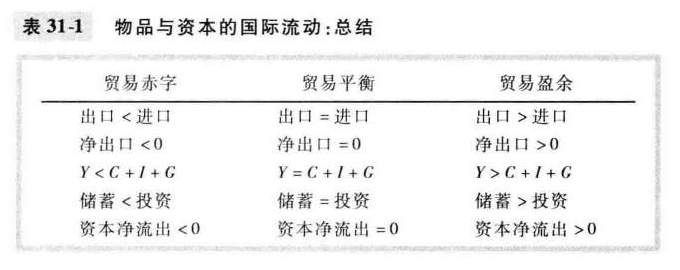 表 31-1 物品与资本的国际流动:总结
贸易赤字 贸易平衡 贸易盈余
出口 < 进口 出口 = 进口 出口 > 进口
净出口 <0 净出口 =0 净出口 >0
Y < C + I + G Y = C + I + G Y > C + I + G
储蓄 < 投资 储蓄 = 投资 储蓄 > 投资
资本净流出 <0 资本净流出 =0 资本净流出 >0